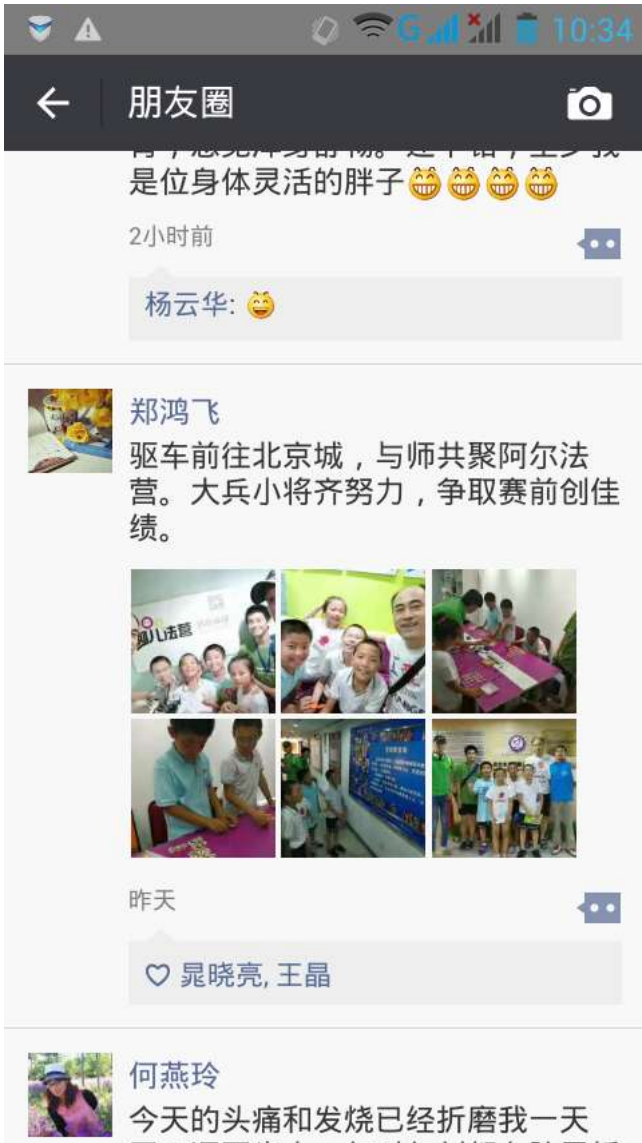 10:34
朋友圈
是位身体灵活的胖子
2小时前
杨云华:
郑鸿飞
驱车前往北京城，与师共聚阿尔法
营。大兵小将齐努力，争取赛前创佳
绩。
昨天
晁晓亮, 王晶
何燕玲
今天的头痛和发烧已经折磨我一天